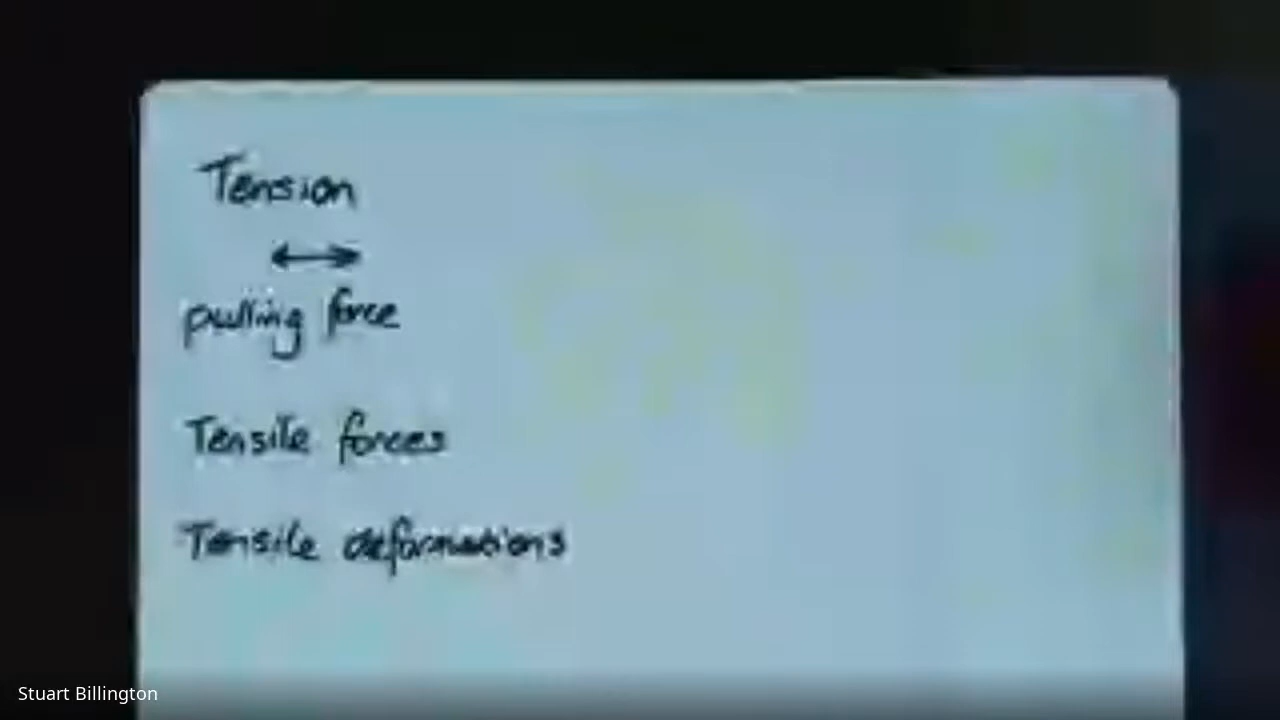 Tension
↔
pulling force
Tensile forces
Tensile deformations
Stuart Billington